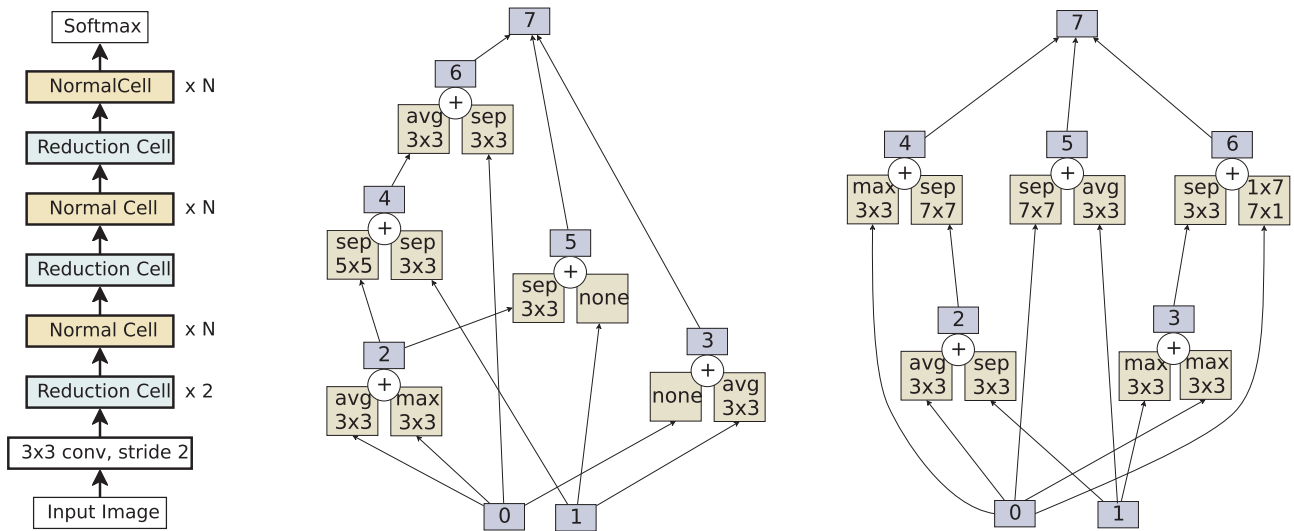 Softmax
NormalCell x N
Reduction Cell
Normal Cell x N
Reduction Cell
Normal Cell x N
Reduction Cell x 2
3x3 conv, stride 2
Input Image
7
6
+
avg 3x3
sep 3x3
4
+
sep 5x5
sep 3x3
5
+
sep 3x3
none
2
+
avg 3x3
max 3x3
3
+
none
avg 3x3
0
1
7
4
+
max 3x3
sep 7x7
5
+
sep 7x7
avg 3x3
6
+
sep 3x3
1x7 7x1
2
+
avg 3x3
sep 3x3
3
+
max 3x3
max 3x3
0
1